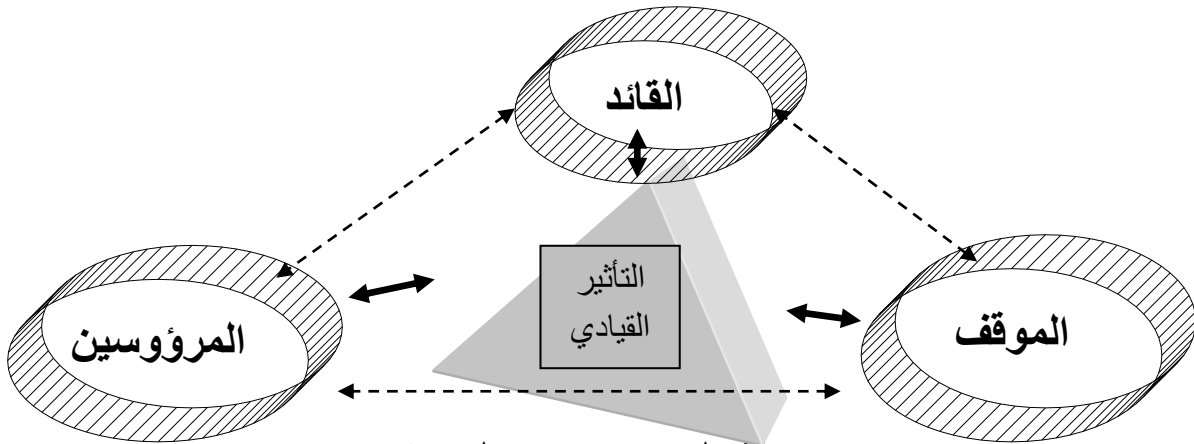 القائد
التأثير
القيادي
الموقف
المرؤوسين